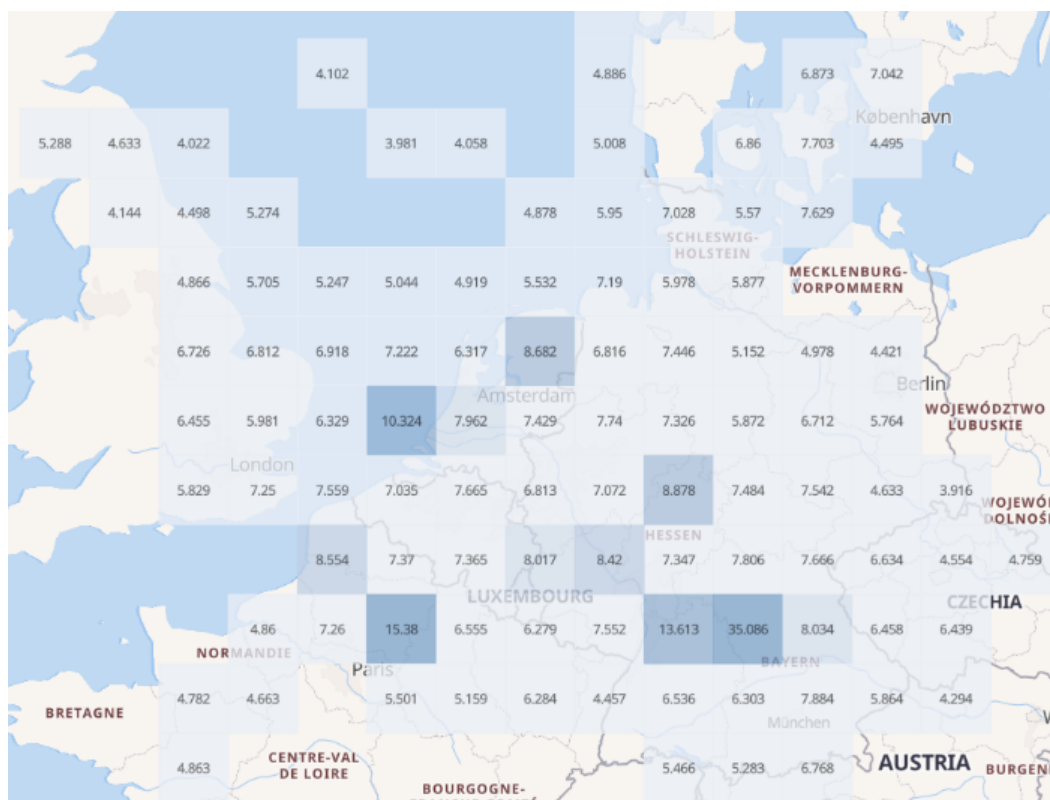 4.102 4.886 6.873 7.042
København
5.288 4.633 4.022 3.981 4.058 5.008 6.86 7.703 4.495
4.144 4.498 5.274 4.878 5.95 7.028 5.57 7.629
SCHLESWIG-
HOLSTEIN
MECKLENBURG-
VORPOMMERN
4.866 5.705 5.247 5.044 4.919 5.532 7.19 5.978 5.877
6.726 6.812 6.918 7.222 6.317 8.682 6.816 7.446 5.152 4.978 4.421
Berlin
Amsterdam
WOJEWÓDZTWO
LUBUSKIE
6.455 5.981 6.329 10.324 7.962 7.429 7.74 7.326 5.872 6.712 5.764
London
5.829 7.25 7.559 7.035 7.665 6.813 7.072 8.878 7.484 7.542 4.633 3.916
HESSEN
8.554 7.37 7.365 8.017 8.42 7.347 7.806 7.666 6.634 4.554 4.759
LUXEMBOURG
CZECHIA
4.86 7.26 15.38 6.555 6.279 7.552 13.613 35.086 8.034 6.458 6.439
NORMANDIE
Paris
BAYERN
4.782 4.663 5.501 5.159 6.284 4.457 6.536 6.303 7.884 5.864 4.294
BRETAGNE
München
4.863 5.466 5.283 6.768
CENTRE-VAL
DE LOIRE
AUSTRIA
BURGEN
BOURGOGNE-